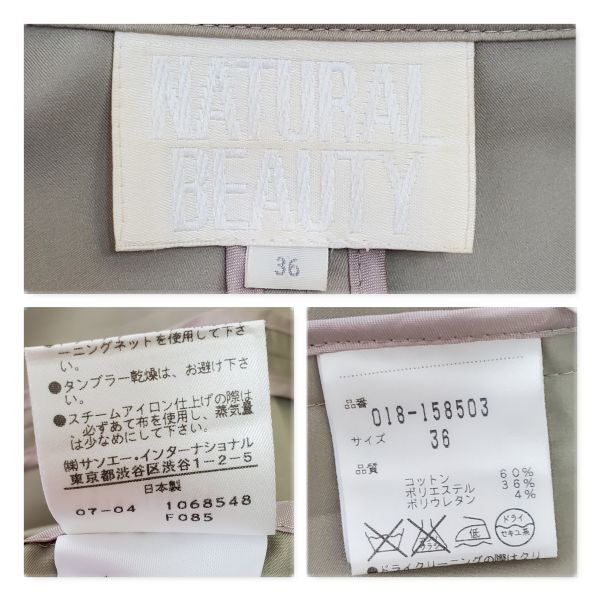 NATURAL
BEAUTY
36
ーニングネットを使用して下さ
い。
●タンブラー乾燥は、お避け下さ
い。
●スチームアイロン仕上げの際は
必ずあて布を使用し、蒸気量
は少なめにして下さい。
㈱サンエー・インターナショナル
東京都渋谷区渋谷1-2-5
日本製
07-04 1068548
F085
品番
018-158503
サイズ
36
品質
コットン 60%
ポリエステル 36%
ポリウレタン 4%
エンソ
サラシ
低
ドライ
セキユ系
●ドライクリーニングの際はクリ